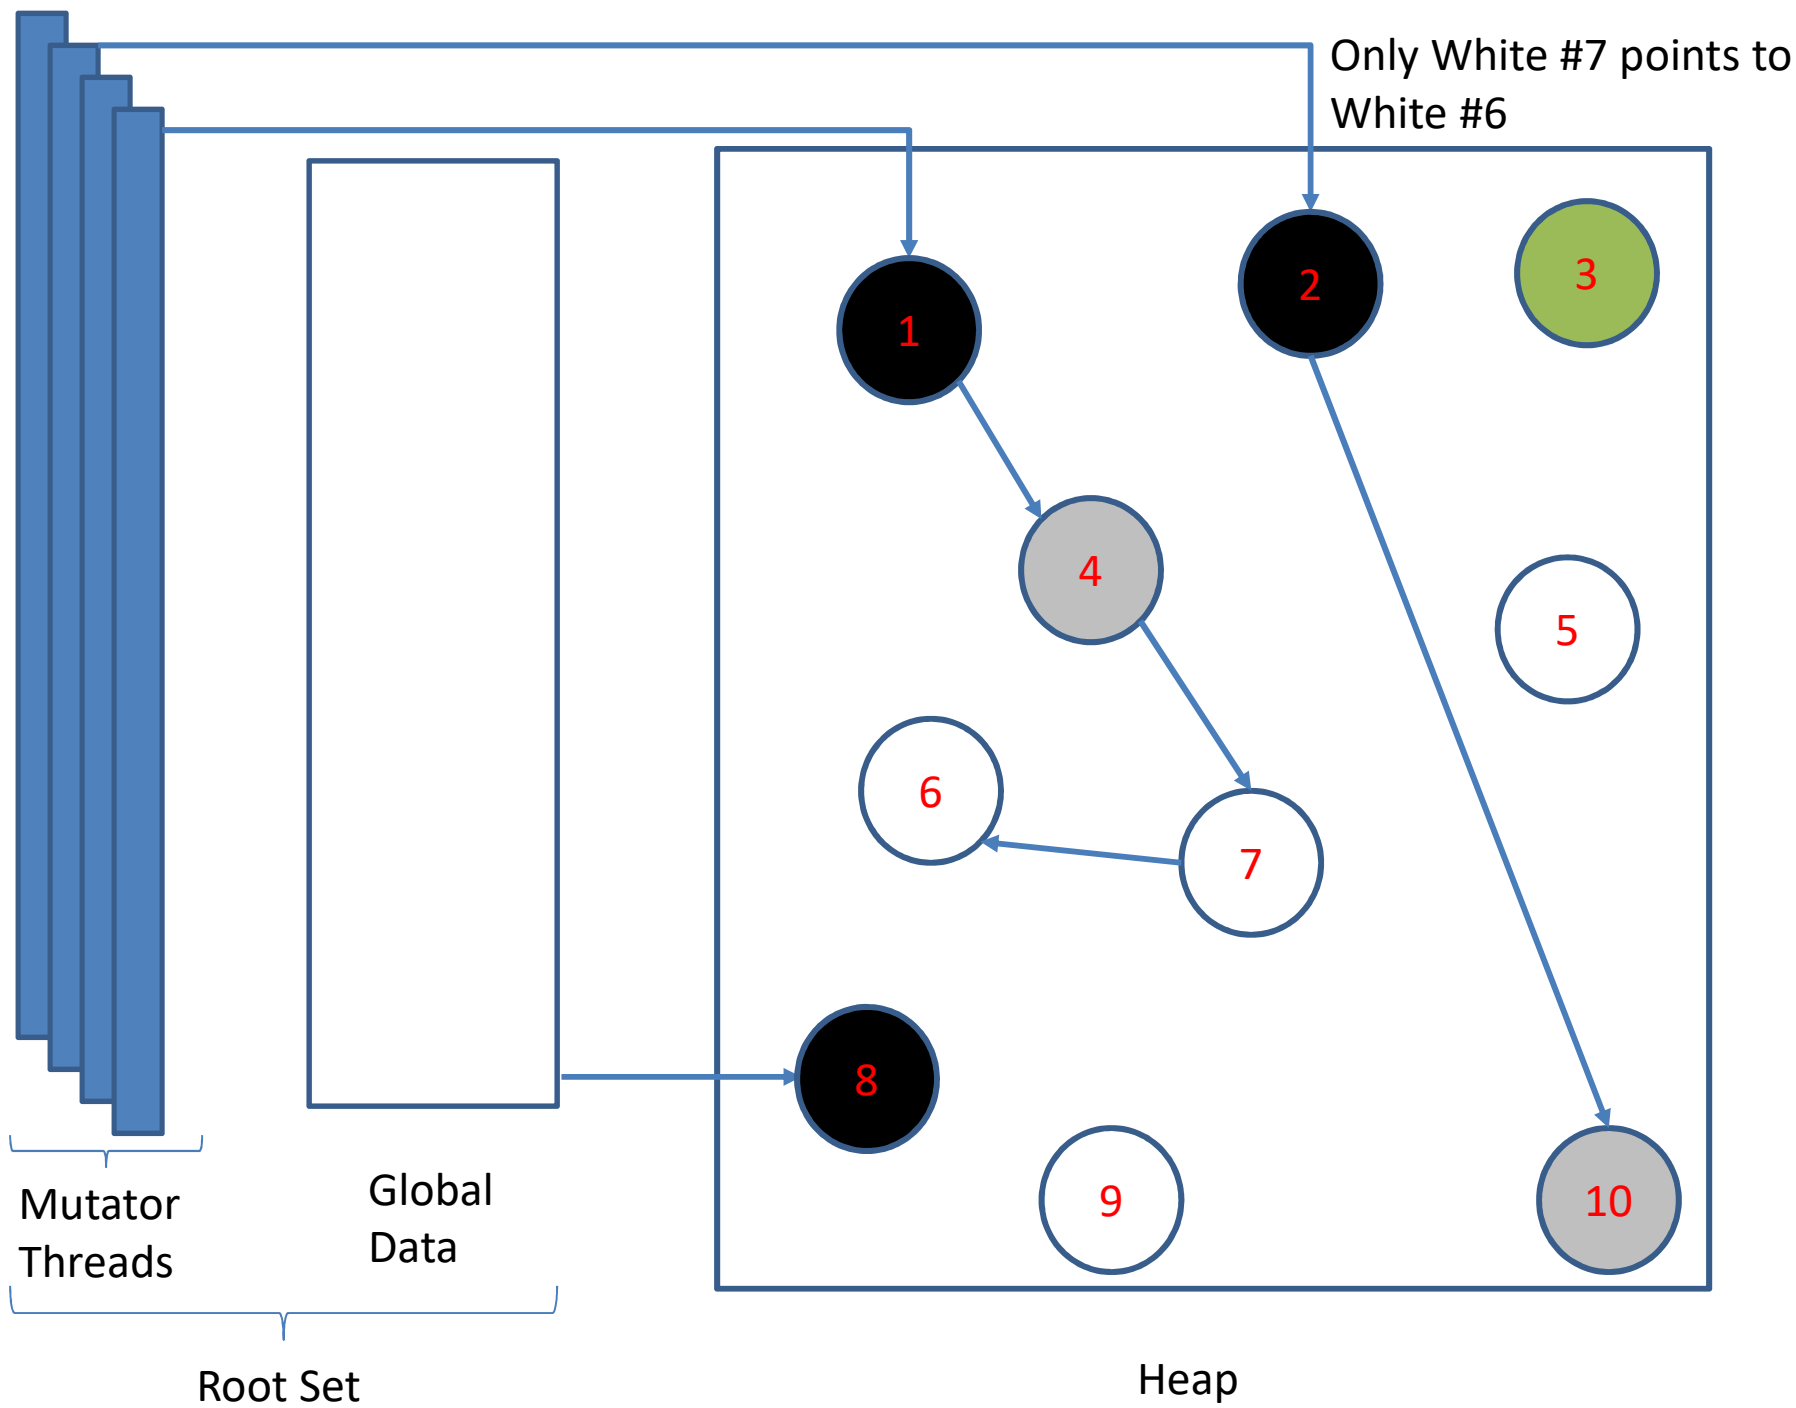 Only White #7 points to
White #6
1
2
3
4
5
6
7
8
9
10
Mutator
Threads
Global
Data
Root Set
Heap